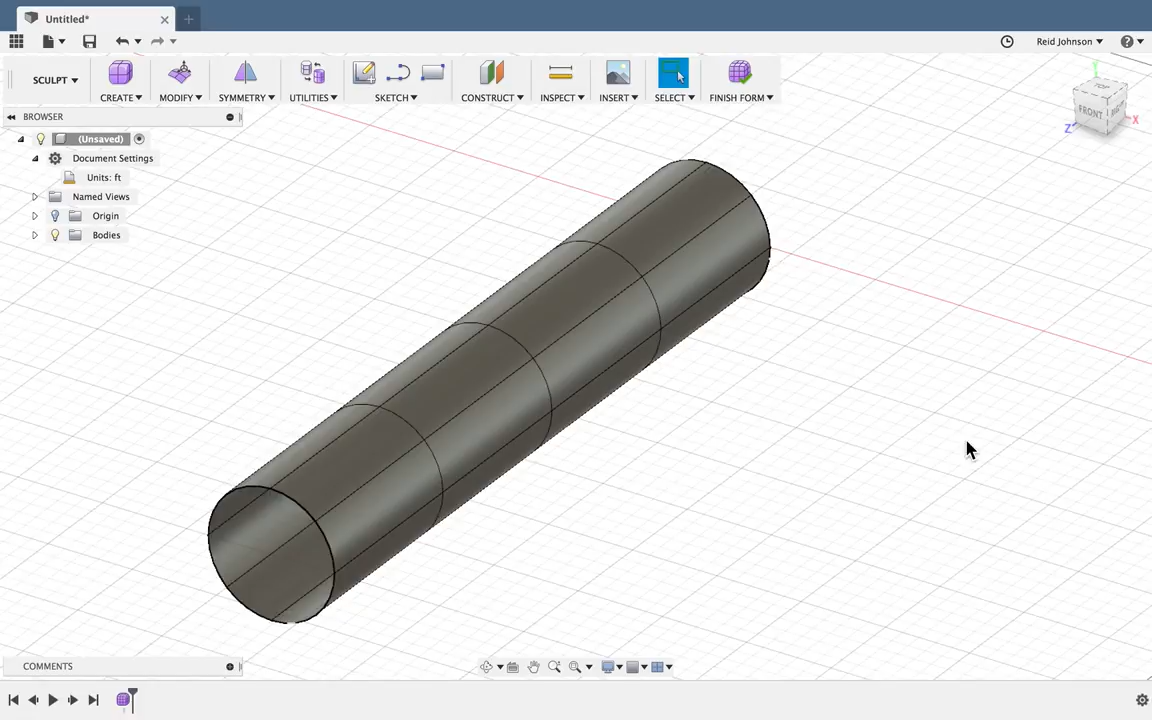 Untitled*
Reid Johnson
SCULPT
CREATE
MODIFY
SYMMETRY
UTILITIES
SKETCH
CONSTRUCT
INSPECT
INSERT
SELECT
FINISH FORM
BROWSER
(Unsaved)
Document Settings
Units: ft
Named Views
Origin
Bodies
Y
FRONT
X
Z
COMMENTS